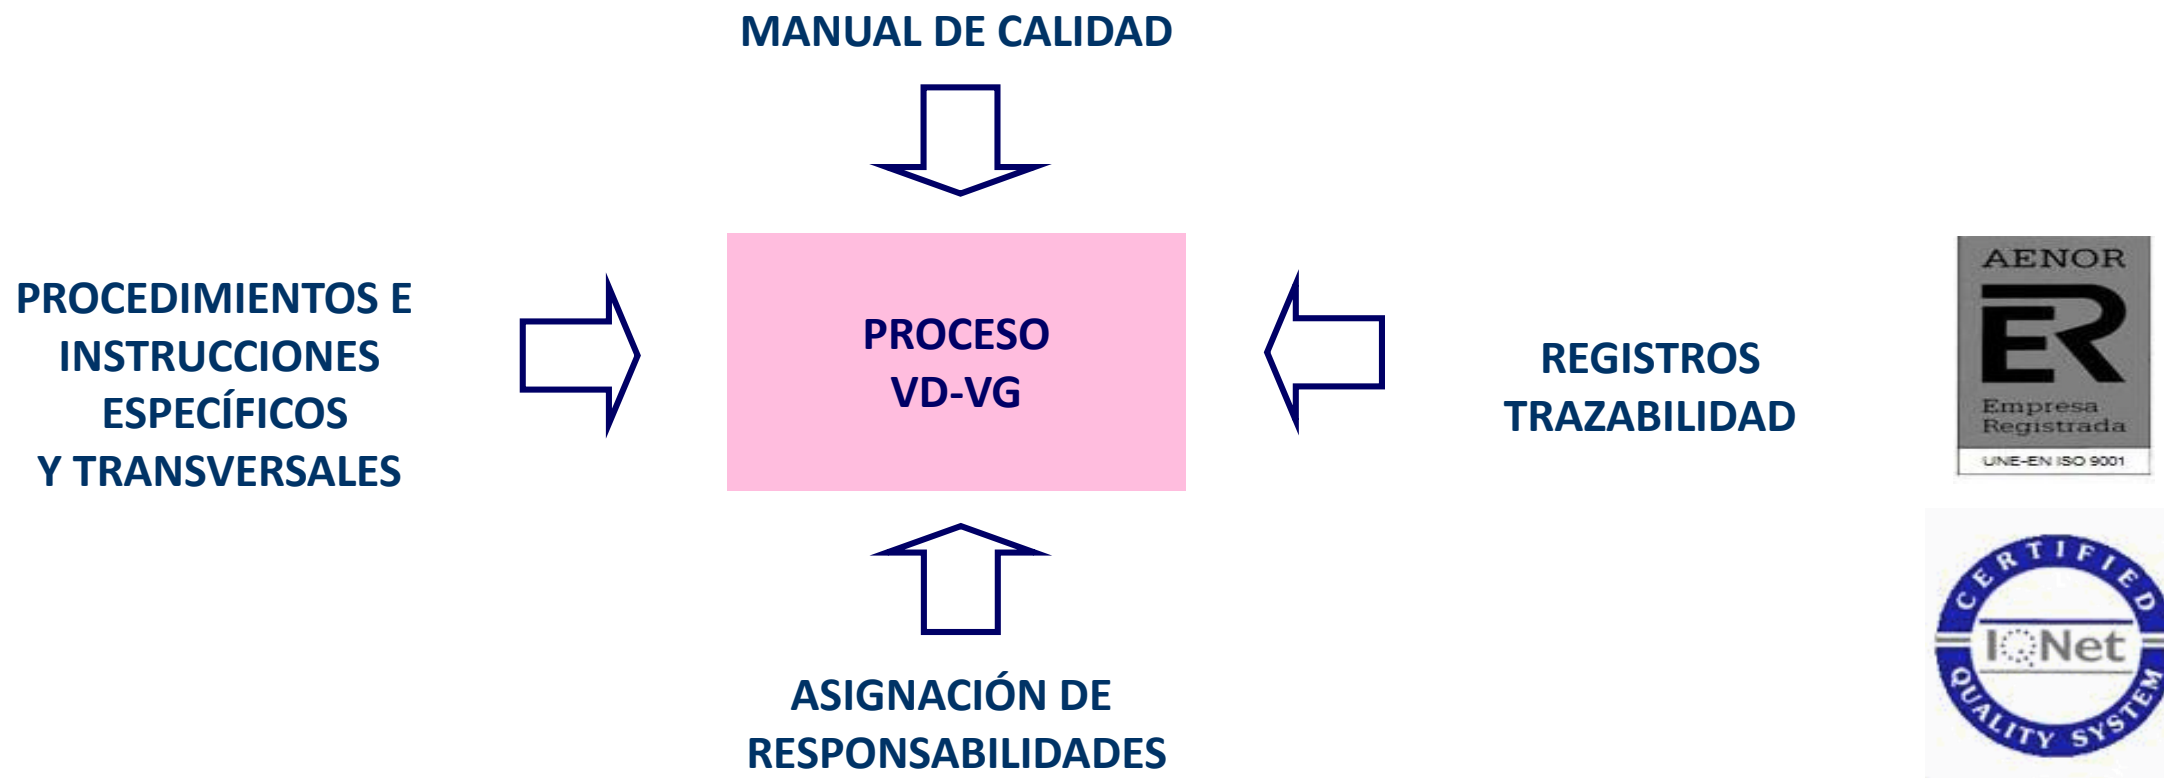 MANUAL DE CALIDAD
PROCEDIMIENTOS E
INSTRUCCIONES
ESPECÍFICOS
Y TRANSVERSALES
PROCESO
VD-VG
REGISTROS
TRAZABILIDAD
ASIGNACIÓN DE
RESPONSABILIDADES
AENOR
ER
Empresa
Registrada
UNE-EN ISO 9001
CERTIFIED
IQNet
QUALITY SYSTEM